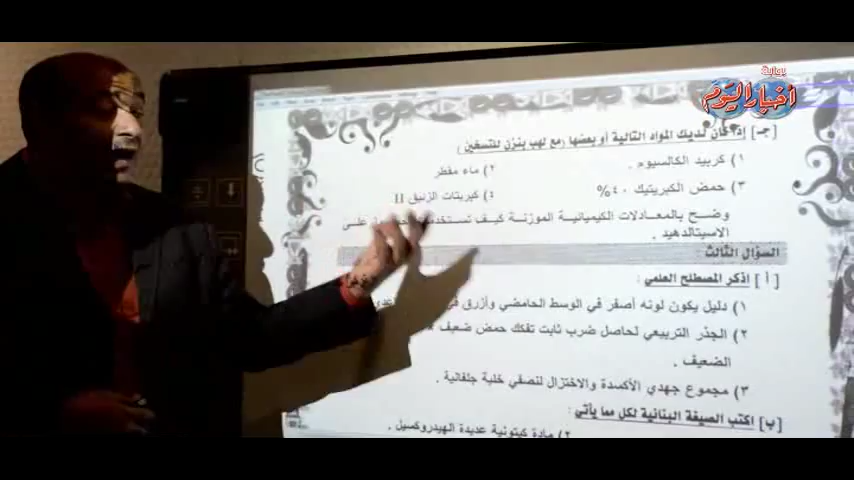 بوابة
أخبار اليوم
[جـ] إذا كان لديك المواد التالية أو بعضها (مع لهب بنزن للتسخين)
١) كربيد الكالسيوم . ٢) ماء مقطر
٣) حمض الكبريتيك ٤٠% ٤) كبريتات الزئبق II
وضح بالمعادلات الكيميائية الموزنة كيف تستخدمها على
الاسيتالدهيد .
السؤال الثالث :
[أ] اذكر المصطلح العلمي :
١) دليل يكون لونه أصفر في الوسط الحامضي وأزرق في
٢) الجذر التربيعي لحاصل ضرب ثابت تفكك حمض ضعيف
الضعيف .
٣) مجموع جهدي الأكسدة والاختزال لنصفي خلية جلفانية .
[ب] اكتب الصيغة البنائية لكل مما يأتي :
٢) مادة كيتونية عديدة الهيدروكسيل .